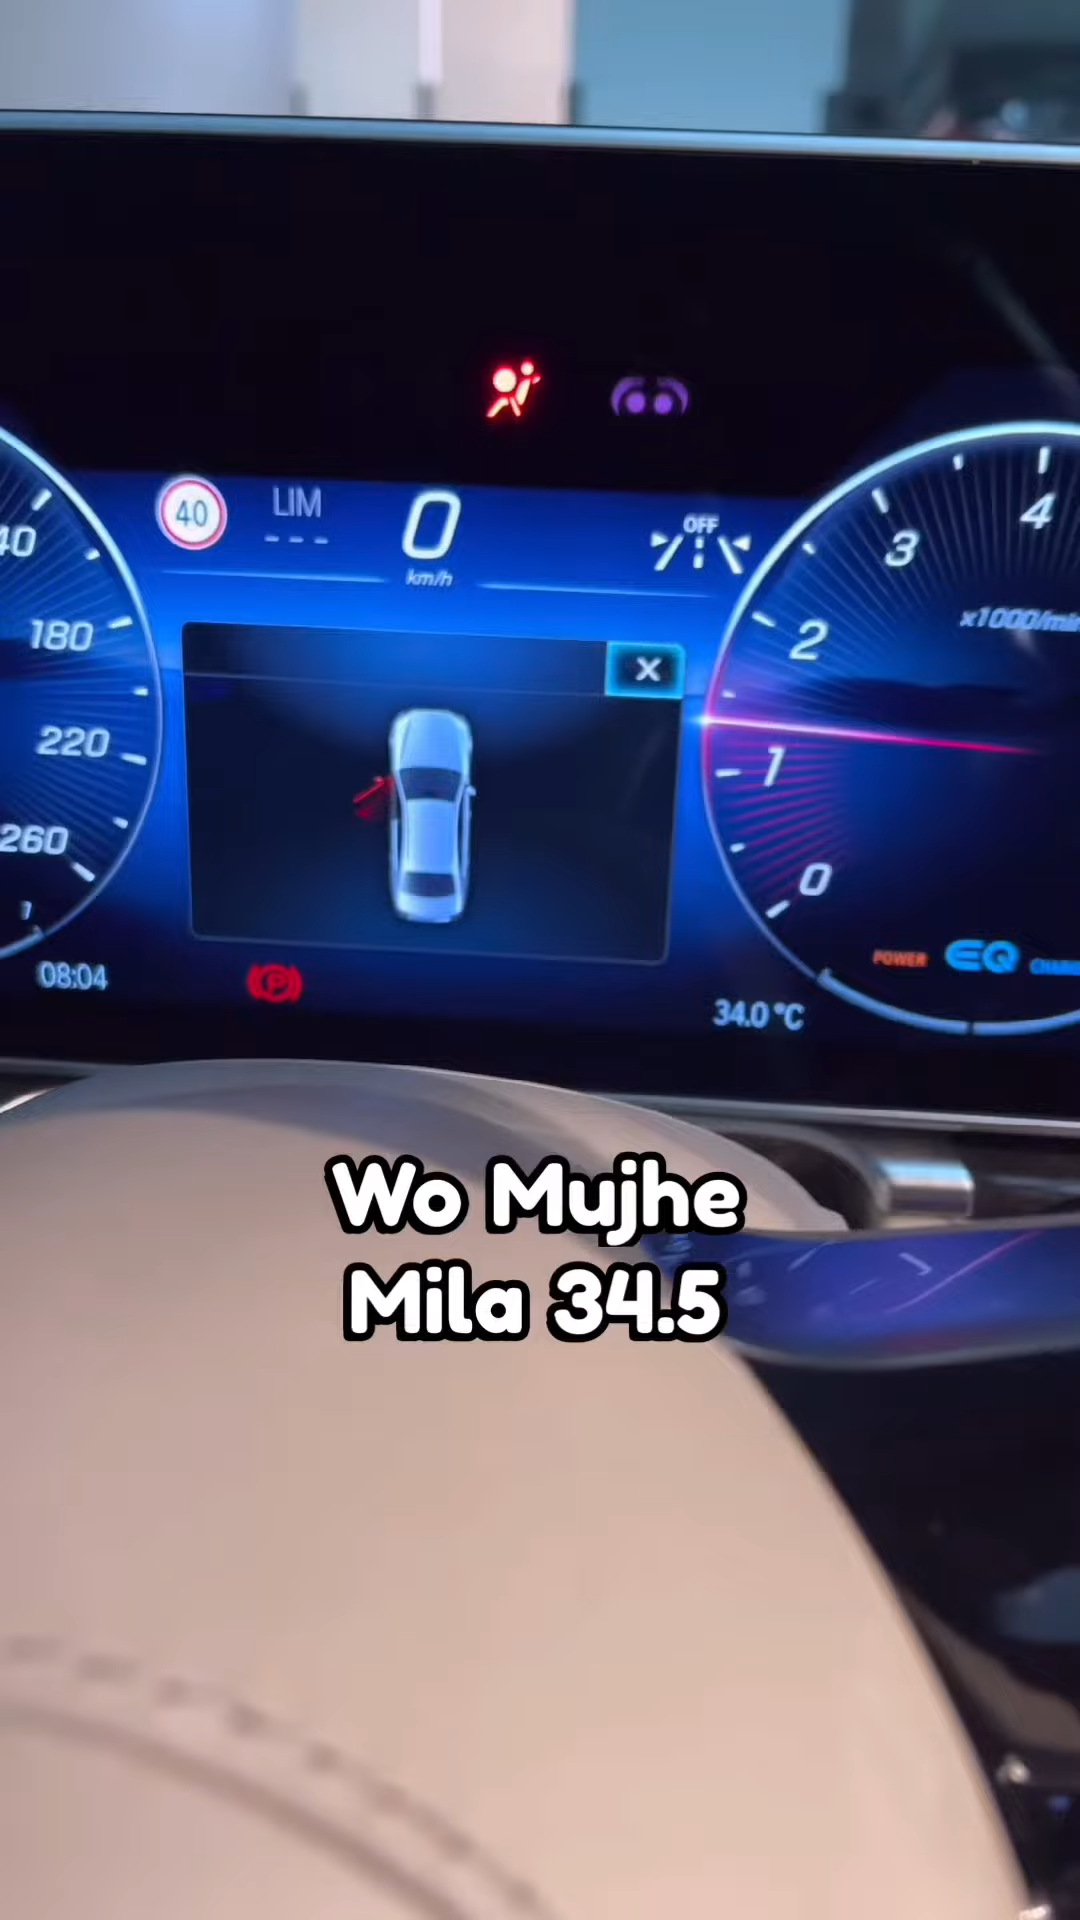 40
LIM
---
0
km/h
OFF
180
220
260
4
3
x1000/min
2
1
0
X
POWER EQ
08:04
P
34.0 °C
Wo Mujhe
Mila 34.5